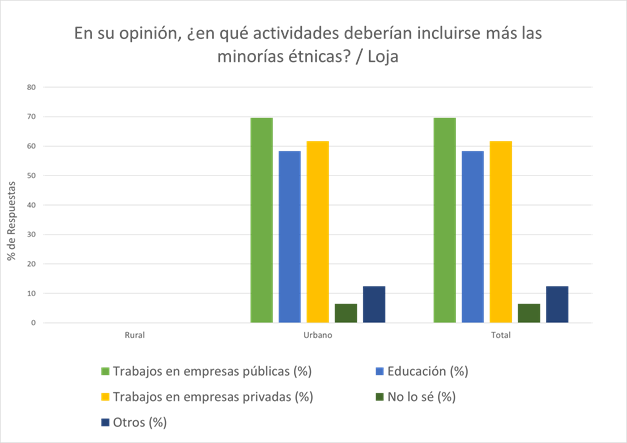 En su opinión, ¿en qué actividades deberían incluirse más las
minorías étnicas? / Loja
80
70
60
50
40
30
20
10
0
% de Respuestas
Rural
Urbano
Total
Trabajos en empresas públicas (%)
Educación (%)
Trabajos en empresas privadas (%)
No lo sé (%)
Otros (%)